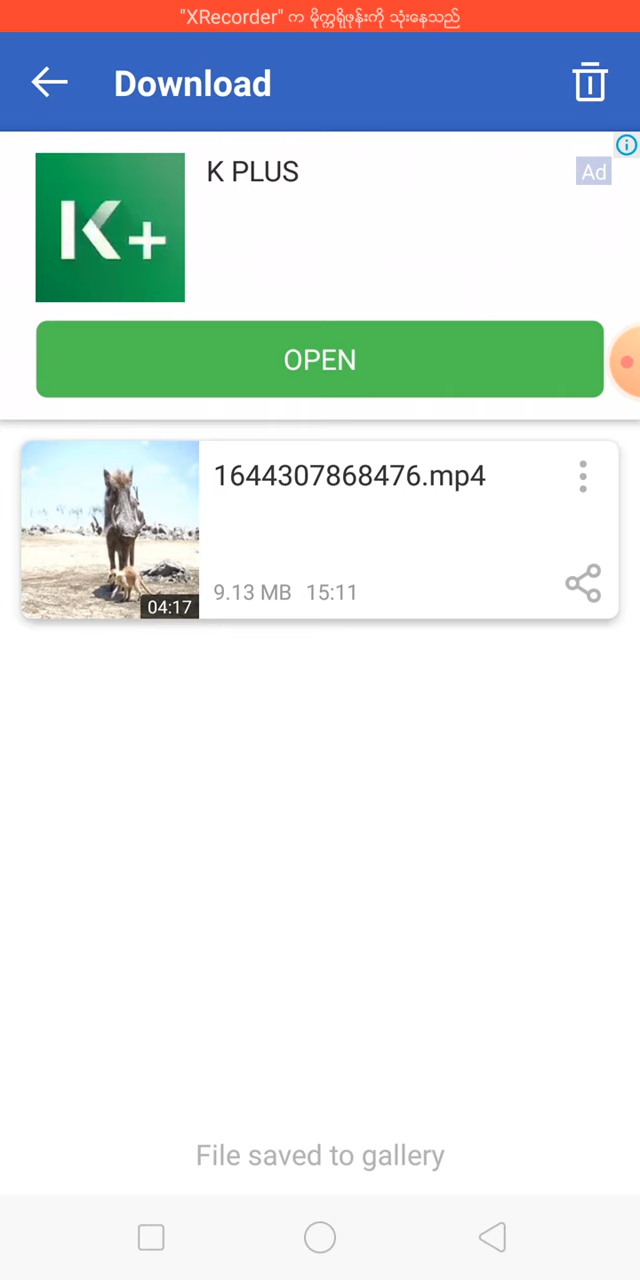 "XRecorder" က မိုက္ကရိုဖုန်းကို သုံးနေသည်
Download
K PLUS
Ad
K+
OPEN
1644307868476.mp4
04:17
9.13 MB 15:11
File saved to gallery